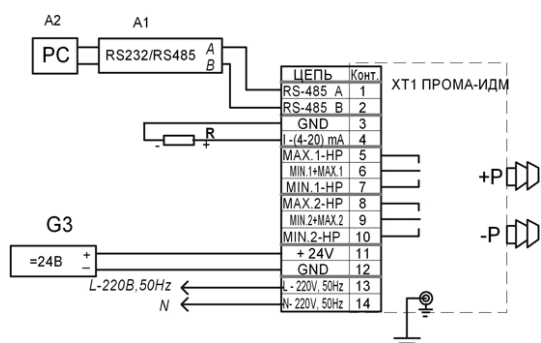 A2
A1
PC
RS232/RS485
A
B
ЦЕПЬ Конт.
XT1 ПРОМА-ИДМ
RS-485 A 1
RS-485 B 2
GND 3
I -(4-20) mA 4
R
- +
MAX.1-HP 5
MIN.1+MAX.1 6
MIN.1-HP 7
MAX.2-HP 8
MIN.2+MAX.2 9
MIN.2-HP 10
+ 24V 11
GND 12
L - 220V, 50Hz 13
N- 220V, 50Hz 14
+P
-P
G3
=24В
+
–
L-220В,50Hz
N